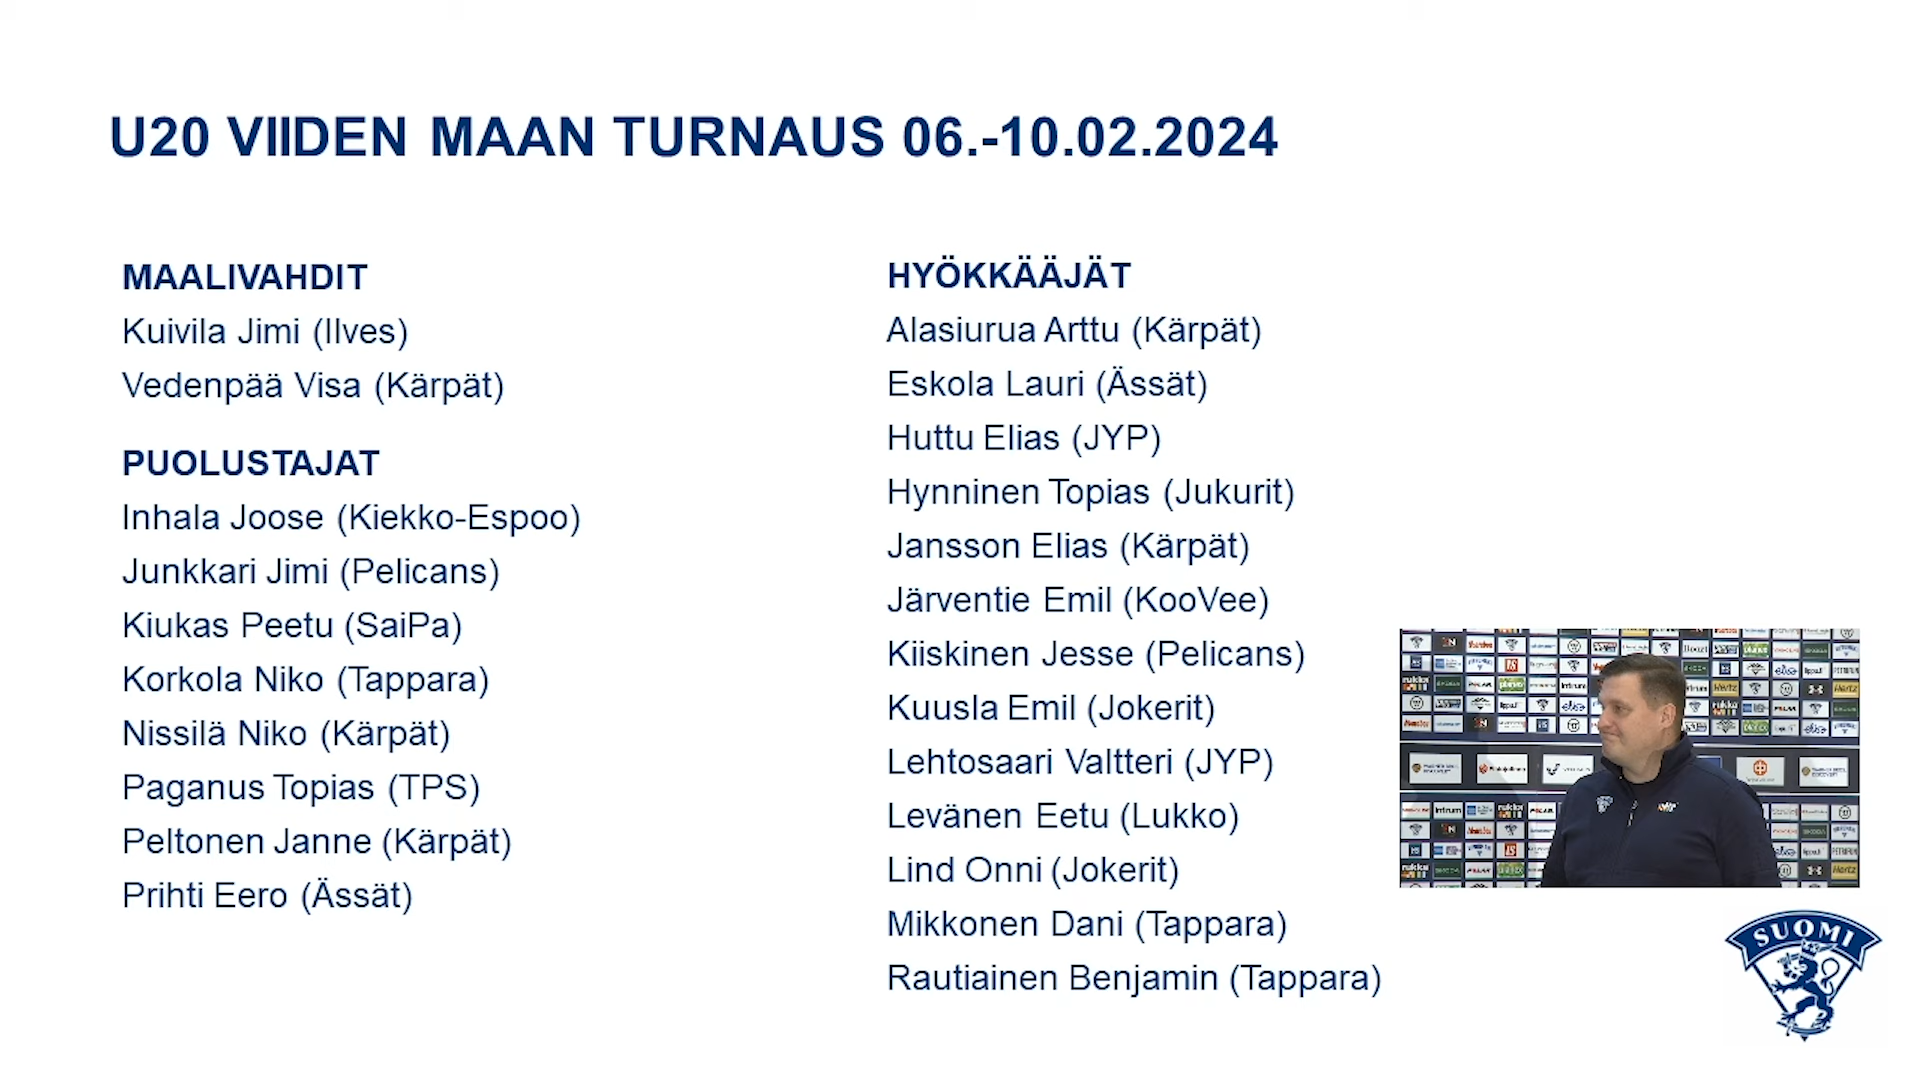 U20 VIIDEN MAAN TURNAUS 06.-10.02.2024
MAALIVAHDIT
Kuivila Jimi (Ilves)
Vedenpää Visa (Kärpät)
PUOLUSTAJAT
Inhala Joose (Kiekko-Espoo)
Junkkari Jimi (Pelicans)
Kiukas Peetu (SaiPa)
Korkola Niko (Tappara)
Nissilä Niko (Kärpät)
Paganus Topias (TPS)
Peltonen Janne (Kärpät)
Prihti Eero (Ässät)
HYÖKKÄÄJÄT
Alasiurua Arttu (Kärpät)
Eskola Lauri (Ässät)
Huttu Elias (JYP)
Hynninen Topias (Jukurit)
Jansson Elias (Kärpät)
Järventie Emil (KooVee)
Kiiskinen Jesse (Pelicans)
Kuusla Emil (Jokerit)
Lehtosaari Valtteri (JYP)
Levänen Eetu (Lukko)
Lind Onni (Jokerit)
Mikkonen Dani (Tappara)
Rautiainen Benjamin (Tappara)
SUOMI